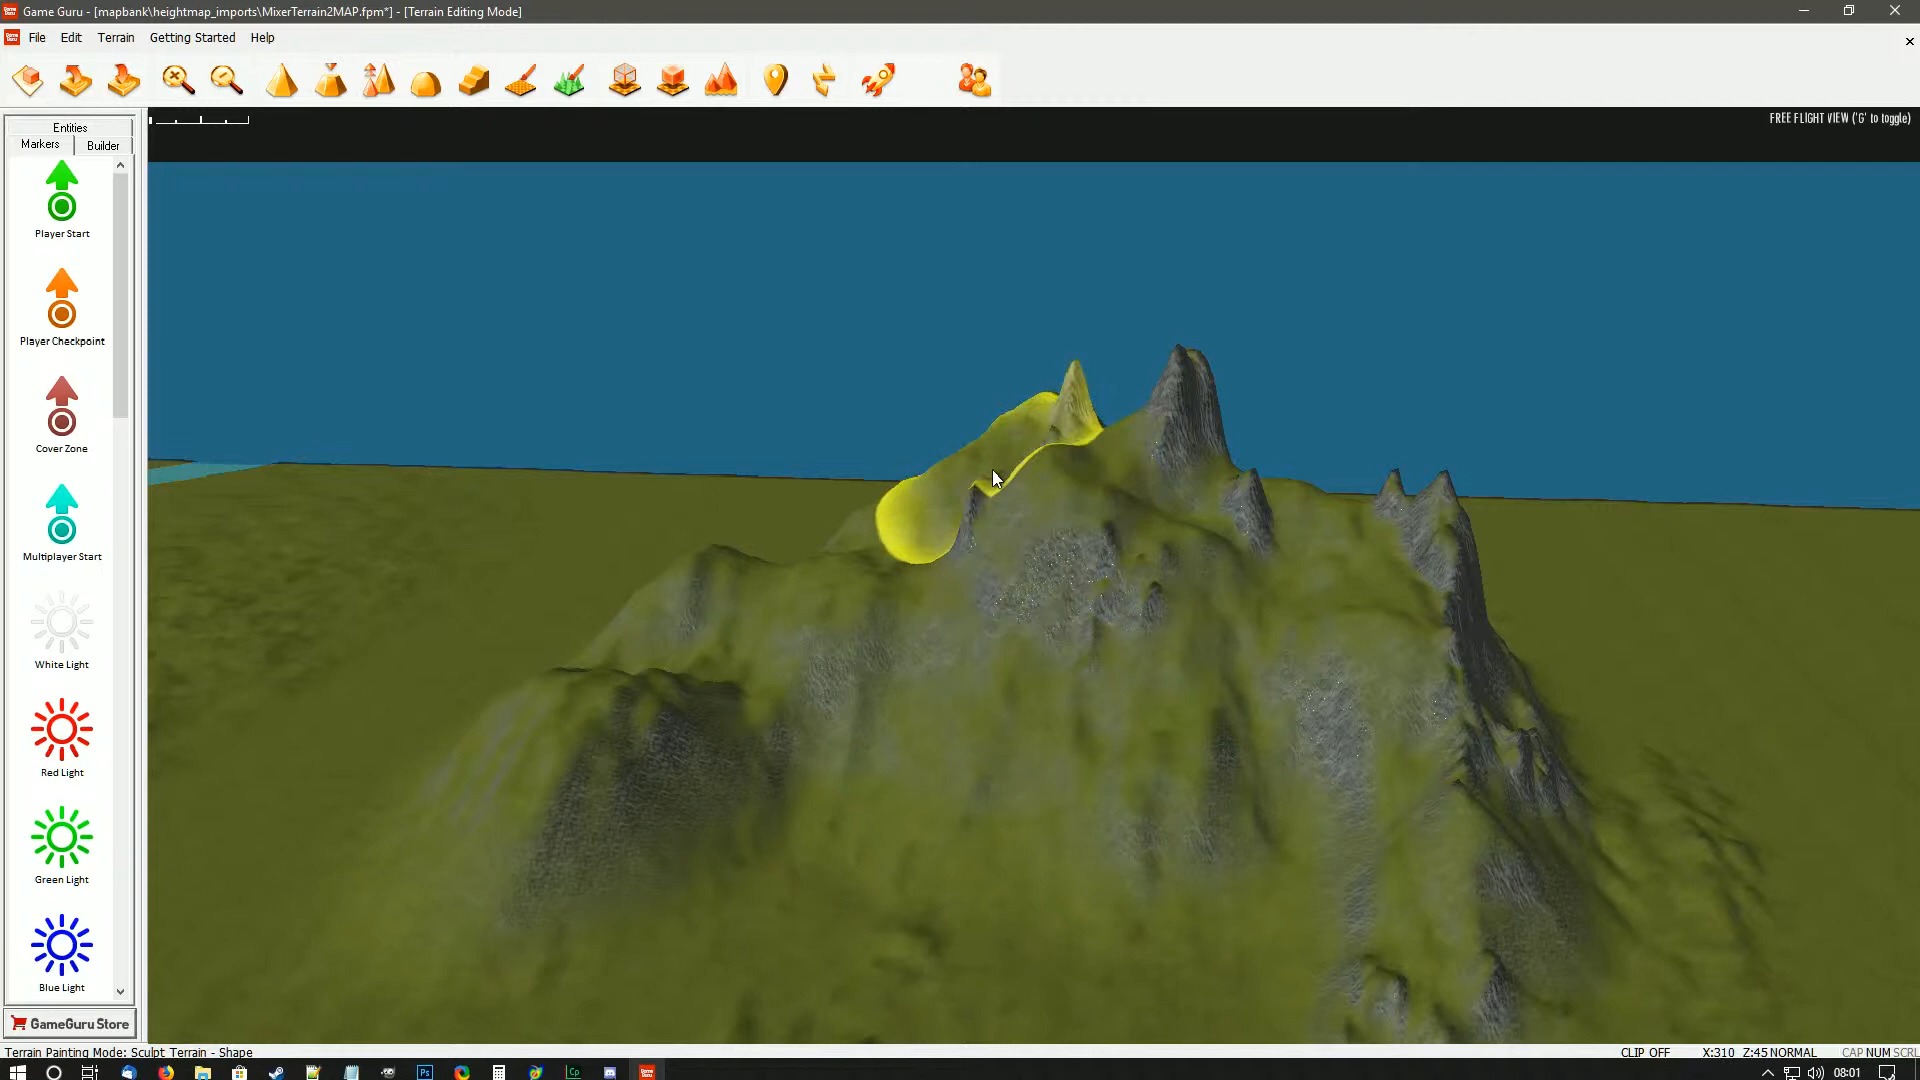 Game Guru - [mapbank\heightmap_imports\MixerTerrain2MAP.fpm*] - [Terrain Editing Mode]
File Edit Terrain Getting Started Help
FREE FLIGHT VIEW ('G' to toggle)
Entities
Markers Builder
Player Start
Player Checkpoint
Cover Zone
Multiplayer Start
White Light
Red Light
Green Light
Blue Light
GameGuru Store
Terrain Painting Mode: Sculpt Terrain - Shape
CLIP OFF X:310 Z:45 NORMAL CAP NUM SCRL
Ps Cp 08:01